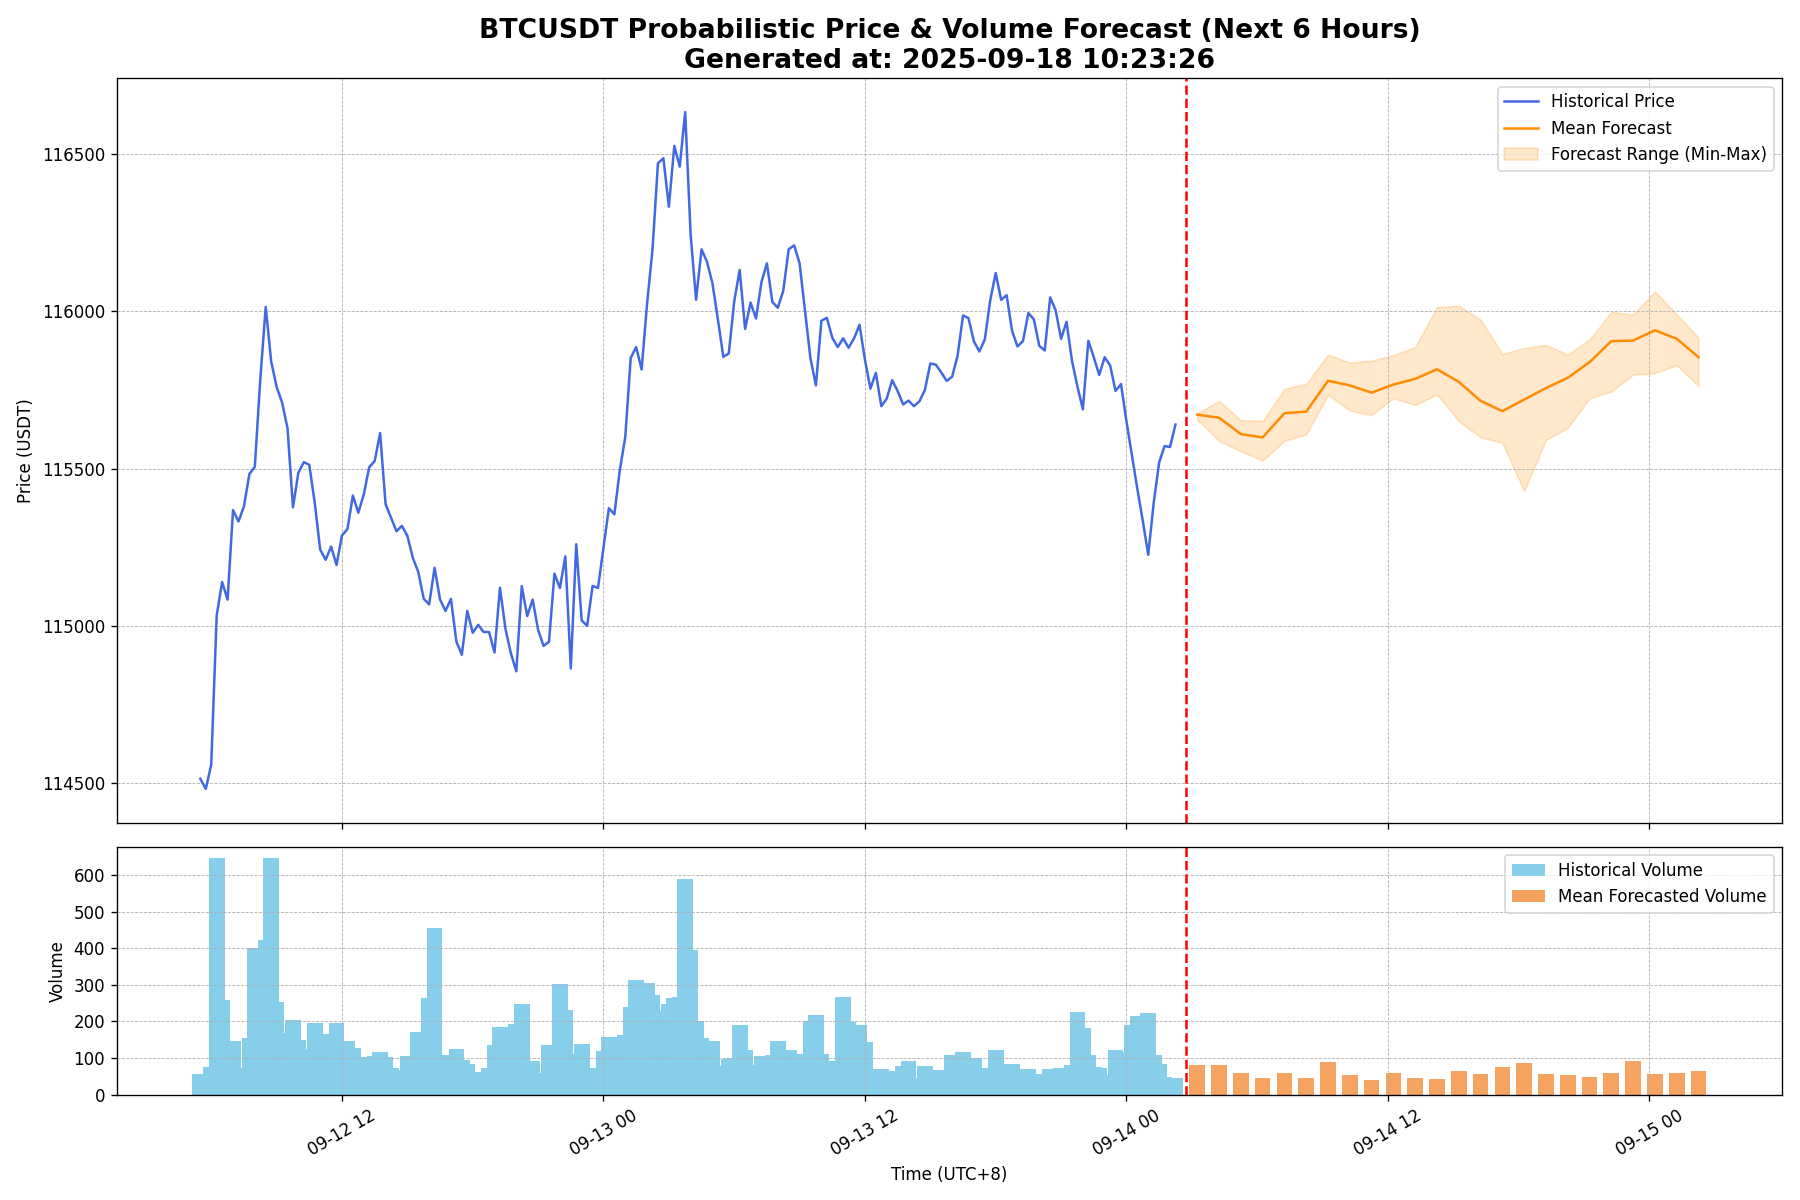 BTCUSDT Probabilistic Price & Volume Forecast (Next 6 Hours)
Generated at: 2025-09-18 10:23:26
Historical Price
Mean Forecast
Forecast Range (Min-Max)
116500
116000
115500
115000
114500
Price (USDT)
Historical Volume
Mean Forecasted Volume
600
500
400
300
200
100
0
Volume
09-12 12
09-13 00
09-13 12
09-14 00
09-14 12
09-15 00
Time (UTC+8)